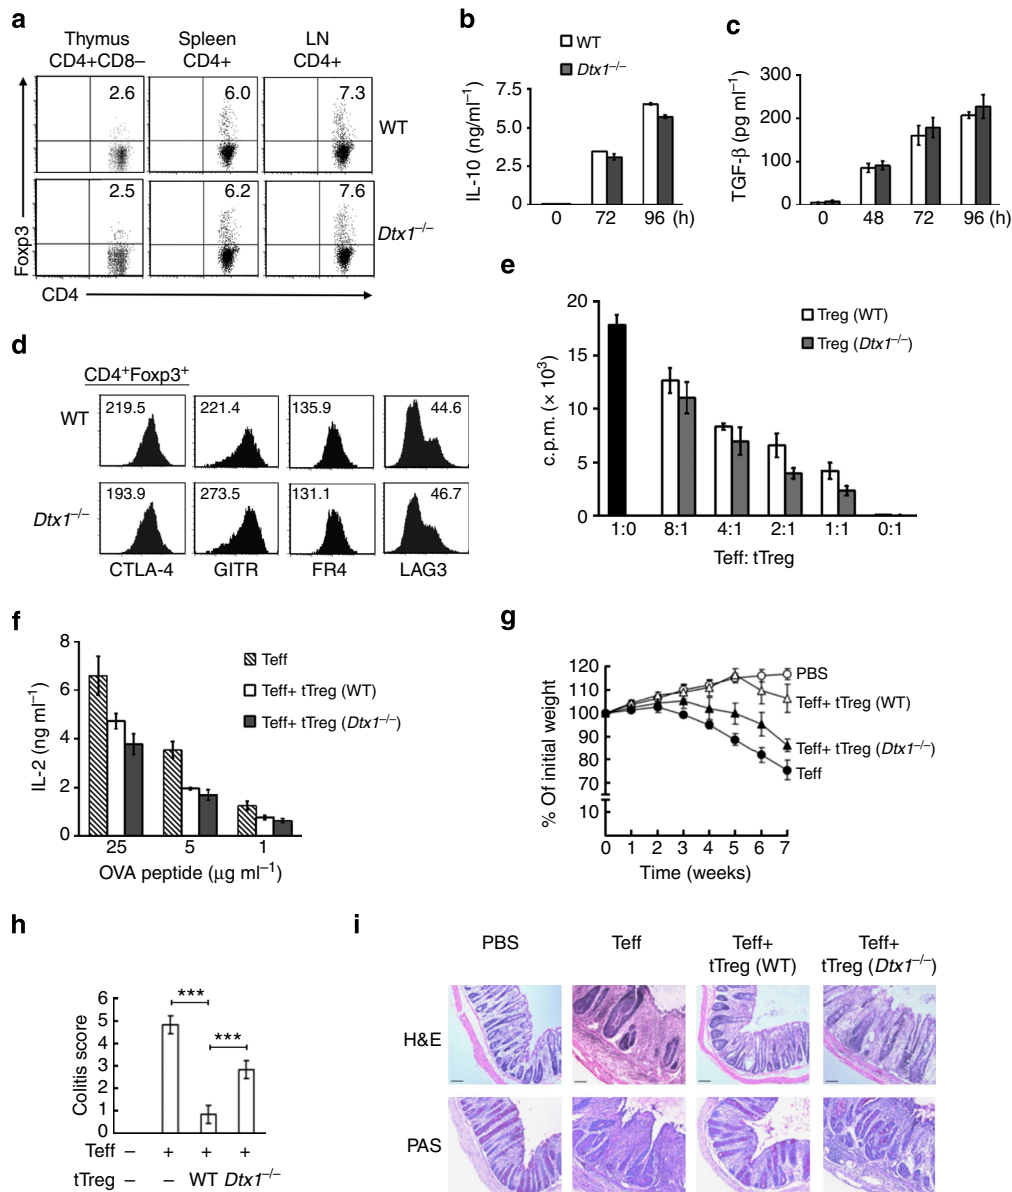 a
Thymus
CD4+CD8–
Spleen
CD4+
LN
CD4+
2.6
6.0
7.3
WT
2.5
6.2
7.6
Dtx1–/–
Foxp3
CD4
b
WT
Dtx1–/–
IL-10 (ng/ml–1)
7.5
5.0
2.5
0
0 72 96 (h)
c
TGF-β (pg ml–1)
300
200
100
0
0 48 72 96 (h)
d
CD4+Foxp3+
WT
219.5
221.4
135.9
44.6
Dtx1–/–
193.9
273.5
131.1
46.7
CTLA-4 GITR FR4 LAG3
e
Treg (WT)
Treg (Dtx1–/–)
c.p.m. (× 103)
20
15
10
5
0
1:0 8:1 4:1 2:1 1:1 0:1
Teff: tTreg
f
Teff
Teff+ tTreg (WT)
Teff+ tTreg (Dtx1–/–)
IL-2 (ng ml–1)
8
6
4
2
0
25 5 1
OVA peptide (μg ml–1)
g
% Of initial weight
120
110
100
90
80
70
10
0 1 2 3 4 5 6 7
Time (weeks)
PBS
Teff+ tTreg (WT)
Teff+ tTreg (Dtx1–/–)
Teff
h
Colitis score
6
5
4
3
2
1
0
***
***
Teff – + + +
tTreg – – WT Dtx1–/–
i
PBS
Teff
Teff+
tTreg (WT)
Teff+
tTreg (Dtx1–/–)
H&E
PAS